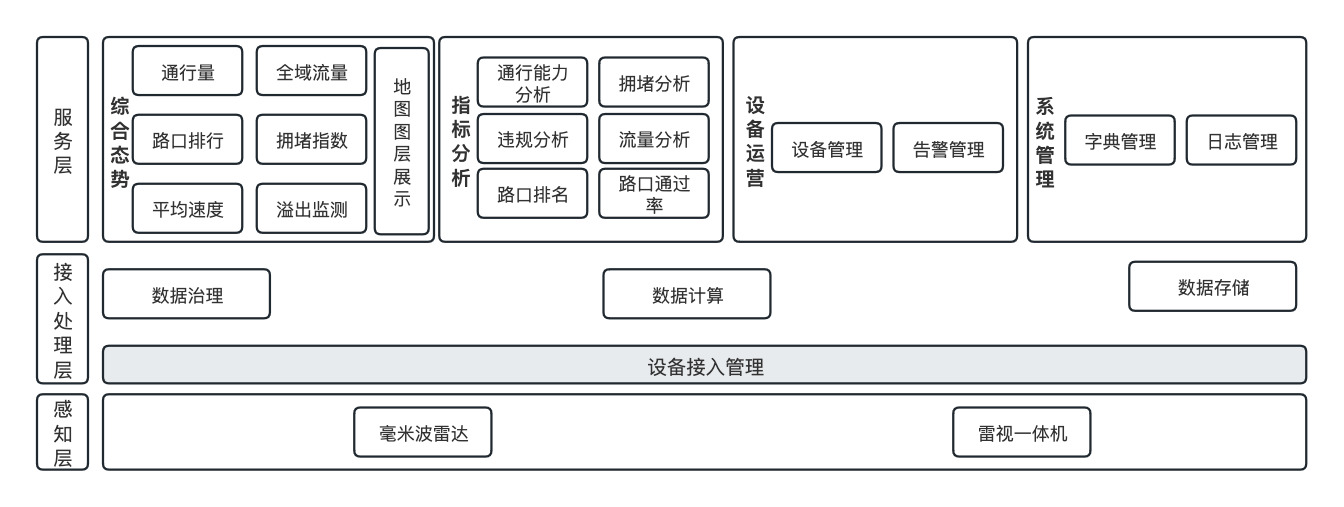 服务层
综合态势
通行量
全域流量
路口排行
拥堵指数
平均速度
溢出监测
地图图层展示
指标分析
通行能力
分析
拥堵分析
违规分析
流量分析
路口排名
路口通过
率
设备运营
设备管理
告警管理
系统管理
字典管理
日志管理
接入处理层
数据治理
数据计算
数据存储
设备接入管理
感知层
毫米波雷达
雷视一体机